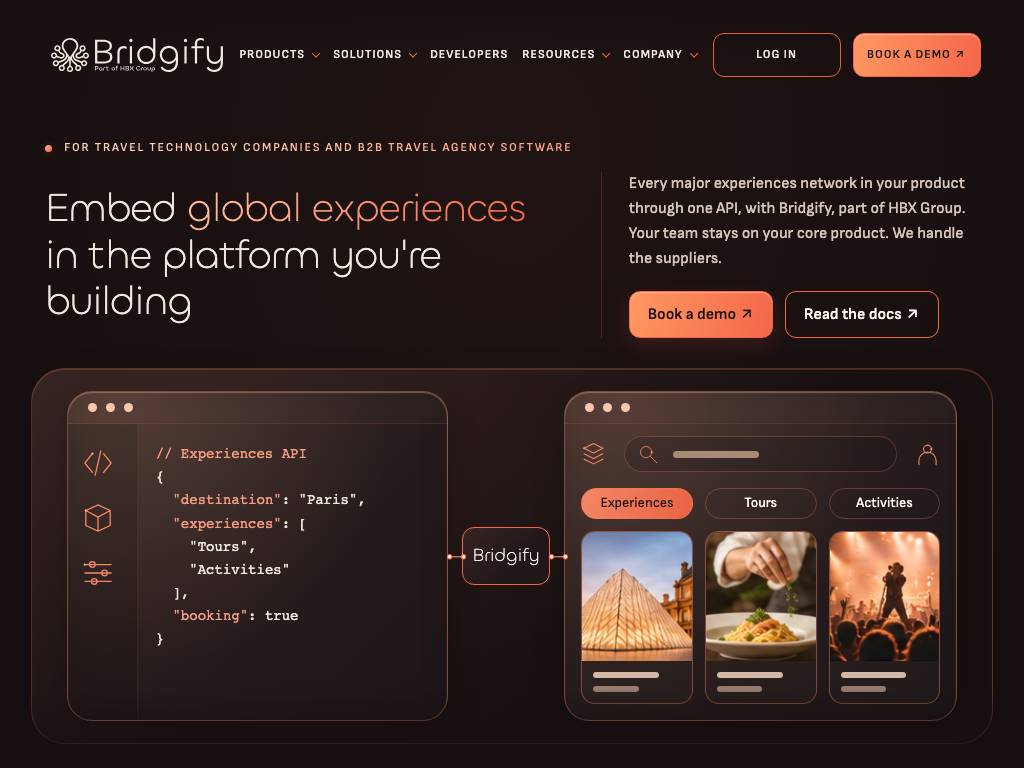 Bridgify
Part of HBX Group
PRODUCTS
SOLUTIONS
DEVELOPERS
RESOURCES
COMPANY
LOG IN
BOOK A DEMO
FOR TRAVEL TECHNOLOGY COMPANIES AND B2B TRAVEL AGENCY SOFTWARE
Embed global experiences
in the platform you're
building
Every major experiences network in your product
through one API, with Bridgify, part of HBX Group.
Your team stays on your core product. We handle
the suppliers.
Book a demo
Read the docs
// Experiences API
{
"destination": "Paris",
"experiences": [
"Tours",
"Activities"
],
"booking": true
}
Bridgify
Experiences
Tours
Activities